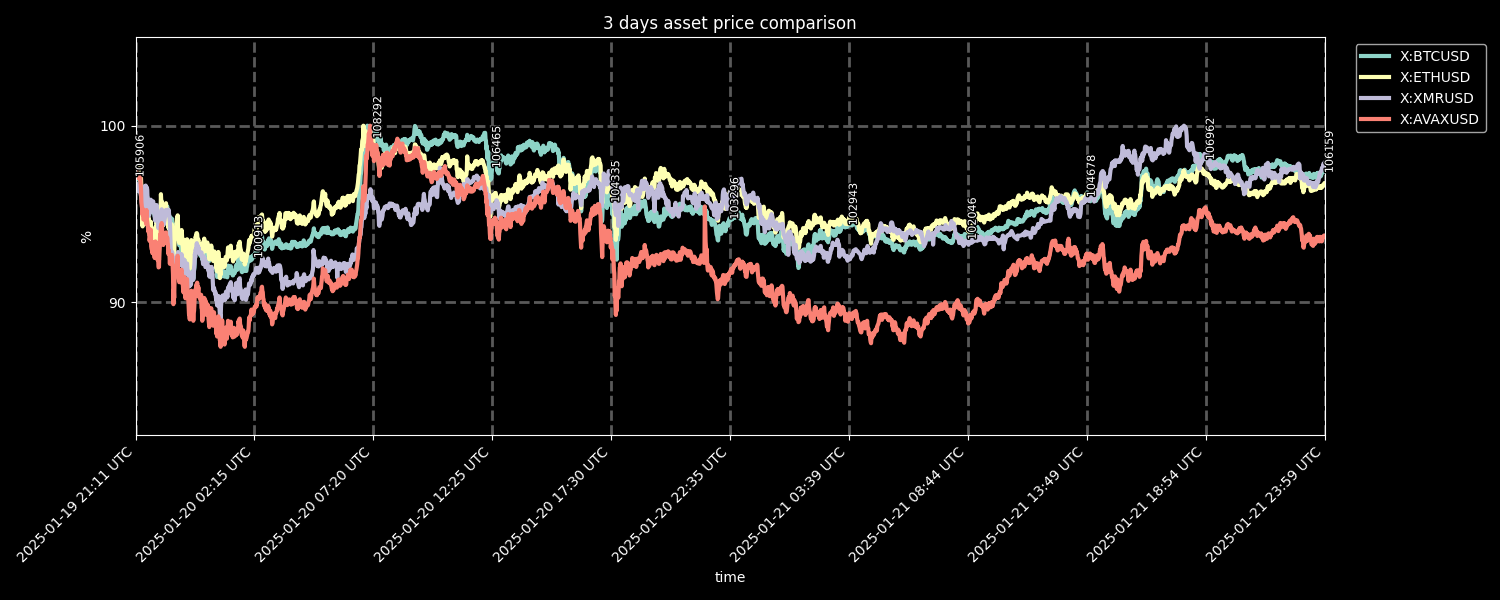 3 days asset price comparison
X:BTCUSD
X:ETHUSD
X:XMRUSD
X:AVAXUSD
100
90
%
105906
100913
108292
106465
104335
103296
102943
102046
104678
106962
106159
2025-01-19 21:11 UTC
2025-01-20 02:15 UTC
2025-01-20 07:20 UTC
2025-01-20 12:25 UTC
2025-01-20 17:30 UTC
2025-01-20 22:35 UTC
2025-01-21 03:39 UTC
2025-01-21 08:44 UTC
2025-01-21 13:49 UTC
2025-01-21 18:54 UTC
2025-01-21 23:59 UTC
time